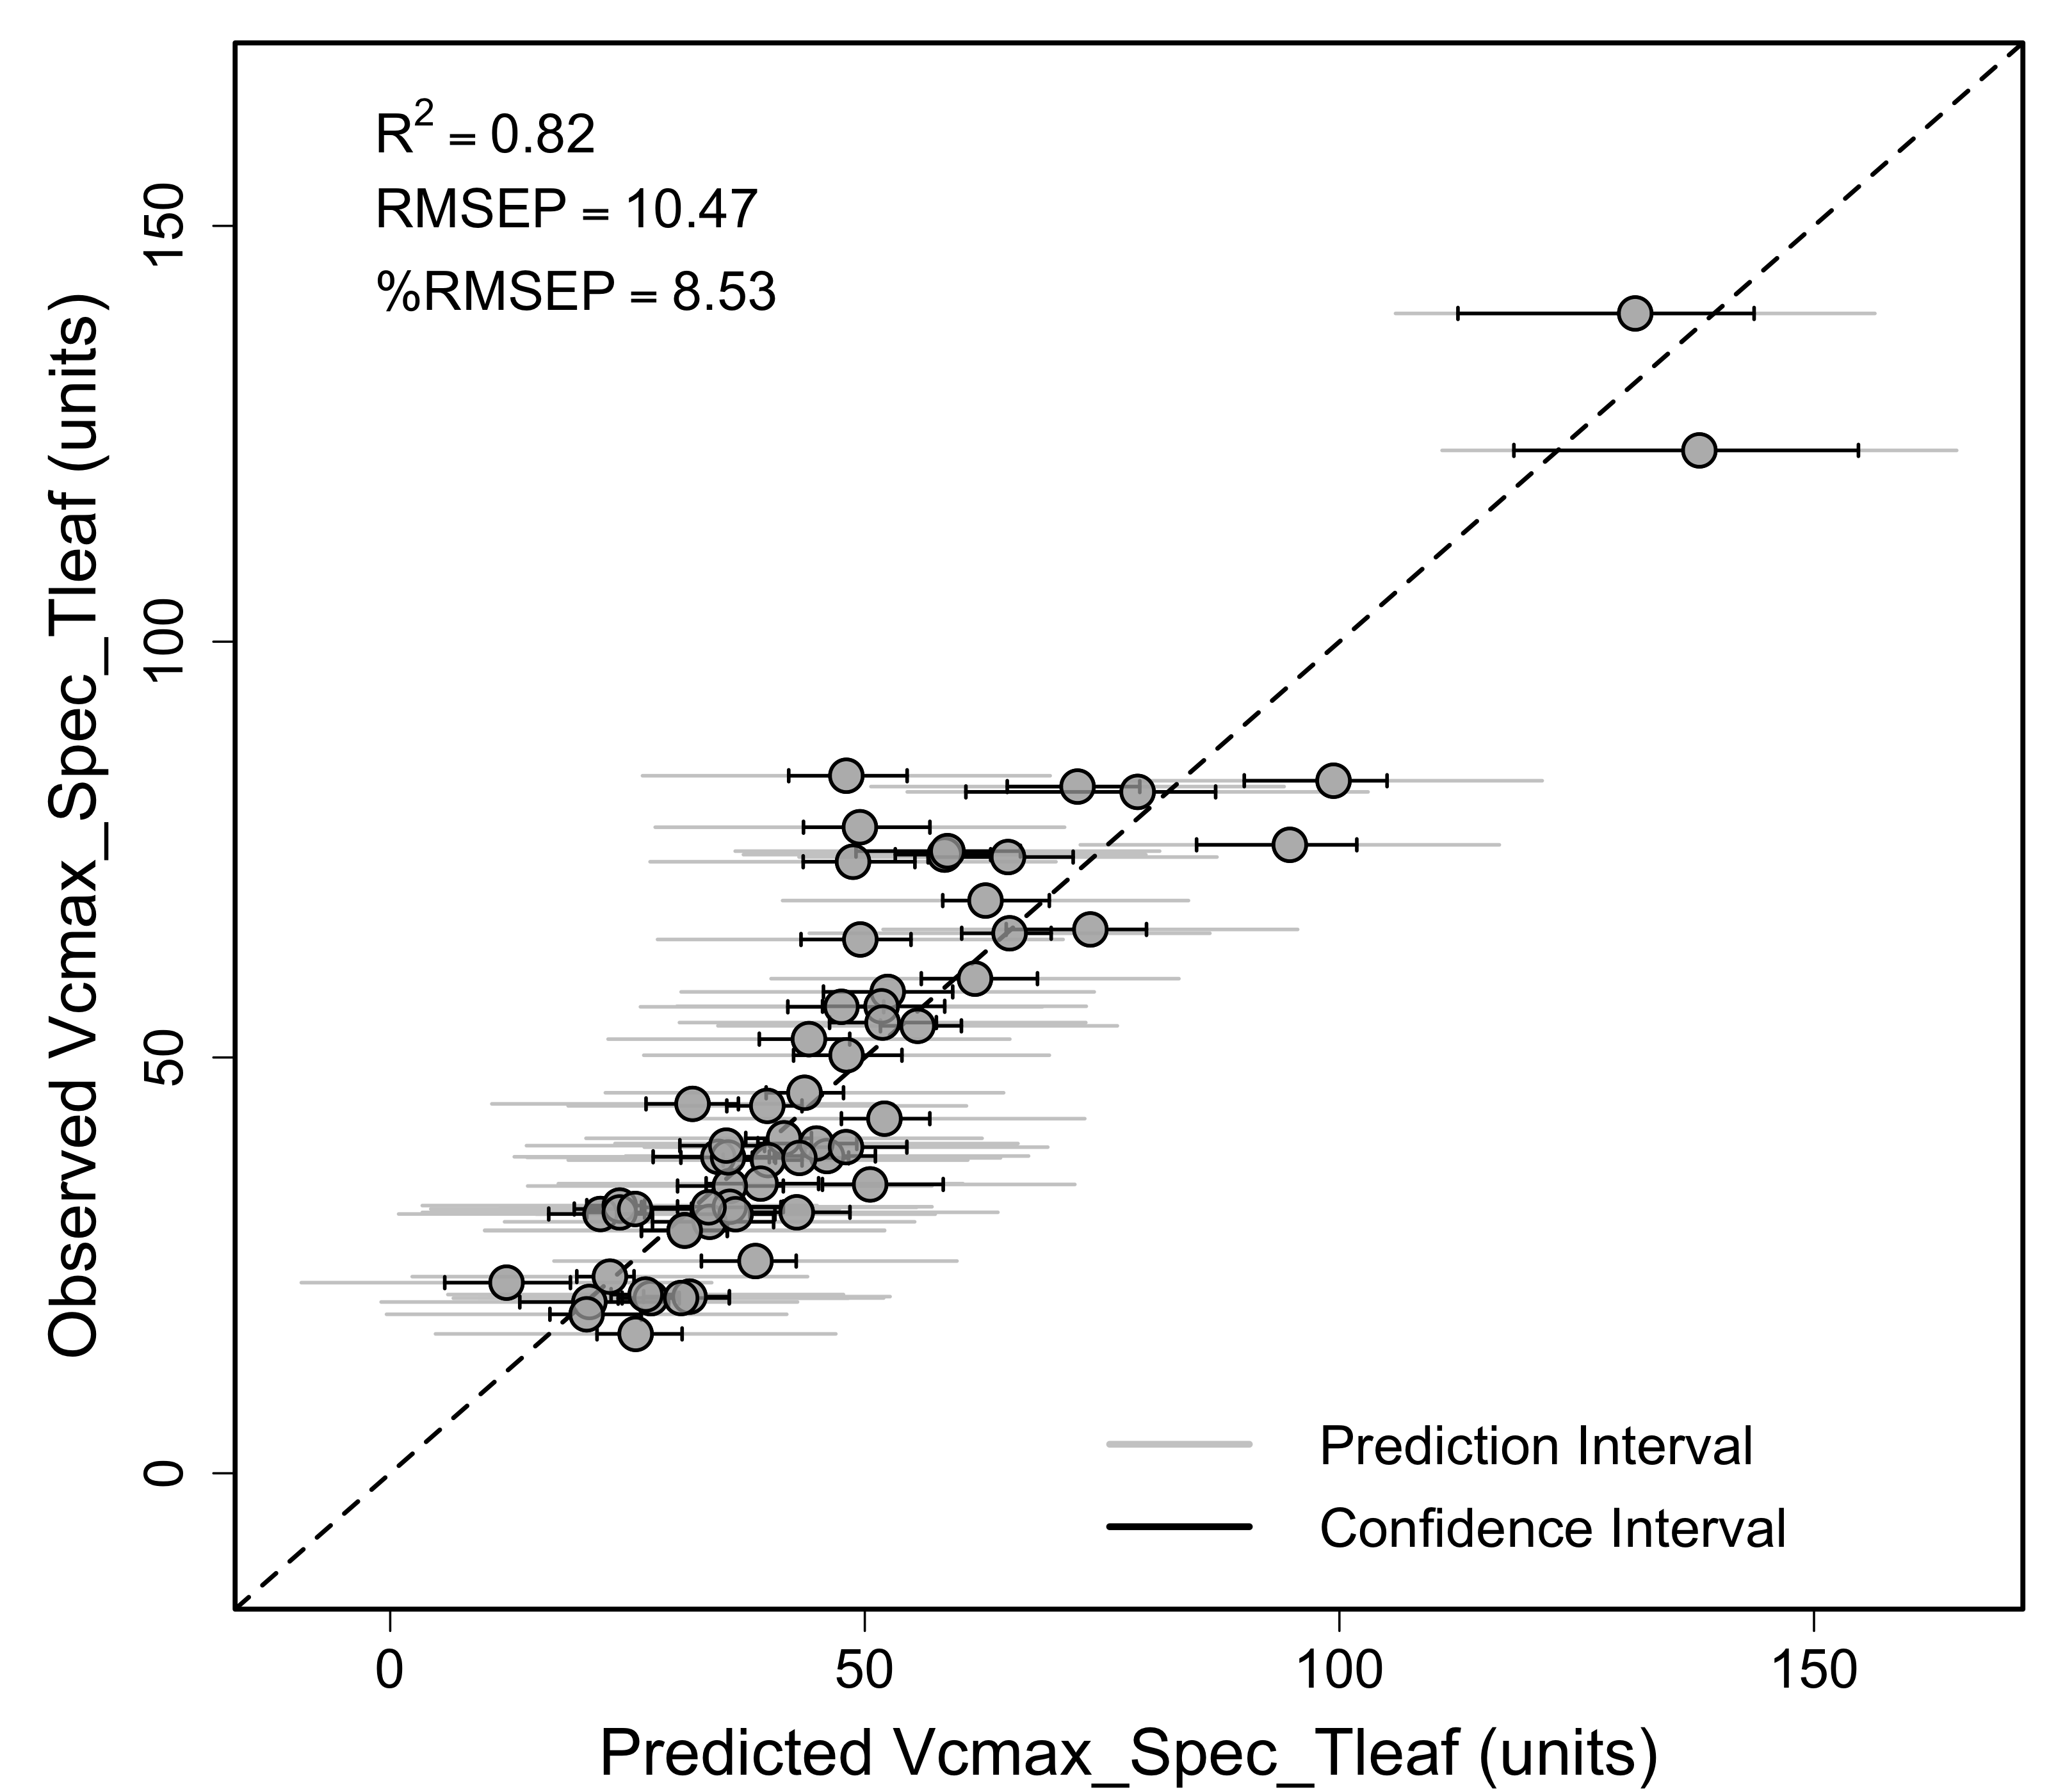 R² = 0.82
RMSEP = 10.47
%RMSEP = 8.53
Observed Vcmax_Spec_Tleaf (units)
150
100
50
0
Prediction Interval
Confidence Interval
0 50 100 150
Predicted Vcmax_Spec_Tleaf (units)